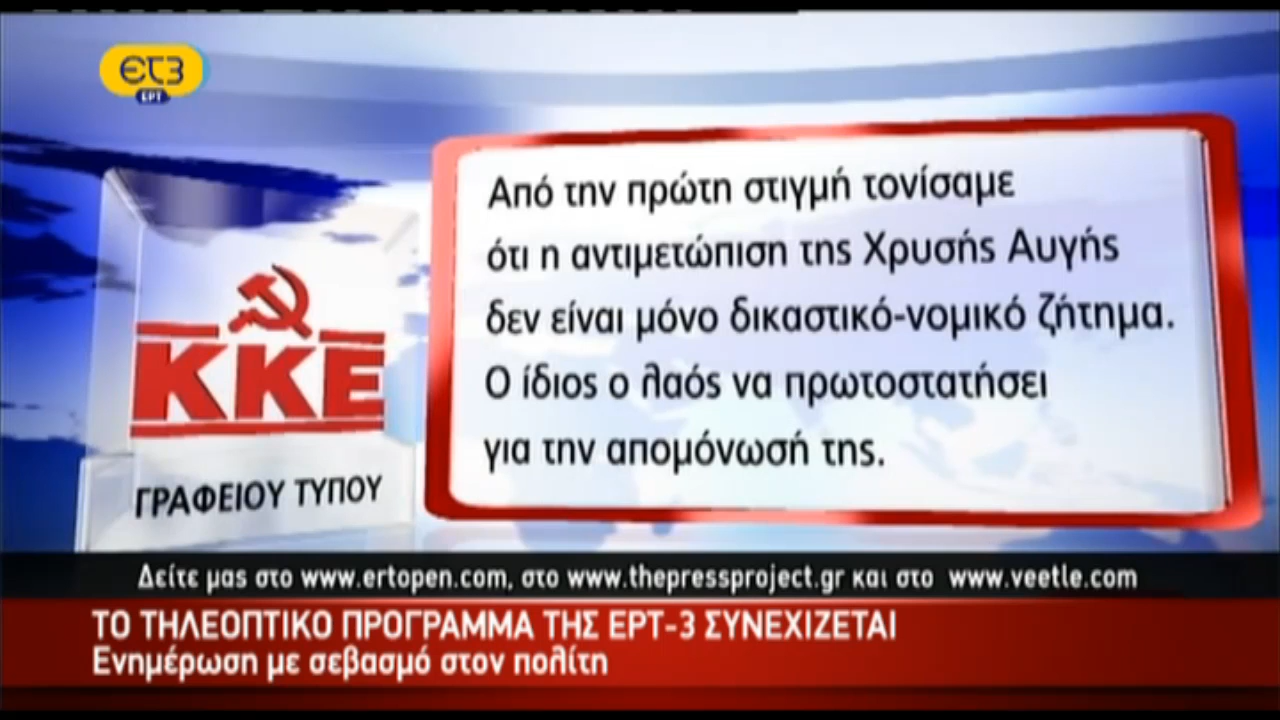 ετ3
ΕΡΤ
Από την πρώτη στιγμή τονίσαμε
ότι η αντιμετώπιση της Χρυσής Αυγής
δεν είναι μόνο δικαστικό-νομικό ζήτημα.
Ο ίδιος ο λαός να πρωτοστατήσει
για την απομόνωσή της.
ΚΚΕ
ΓΡΑΦΕΙΟΥ ΤΥΠΟΥ
Δείτε μας στο www.ertopen.com, στο www.thepressproject.gr και στο www.veetle.com
ΤΟ ΤΗΛΕΟΠΤΙΚΟ ΠΡΟΓΡΑΜΜΑ ΤΗΣ ΕΡΤ-3 ΣΥΝΕΧΙΖΕΤΑΙ
Ενημέρωση με σεβασμό στον πολίτη